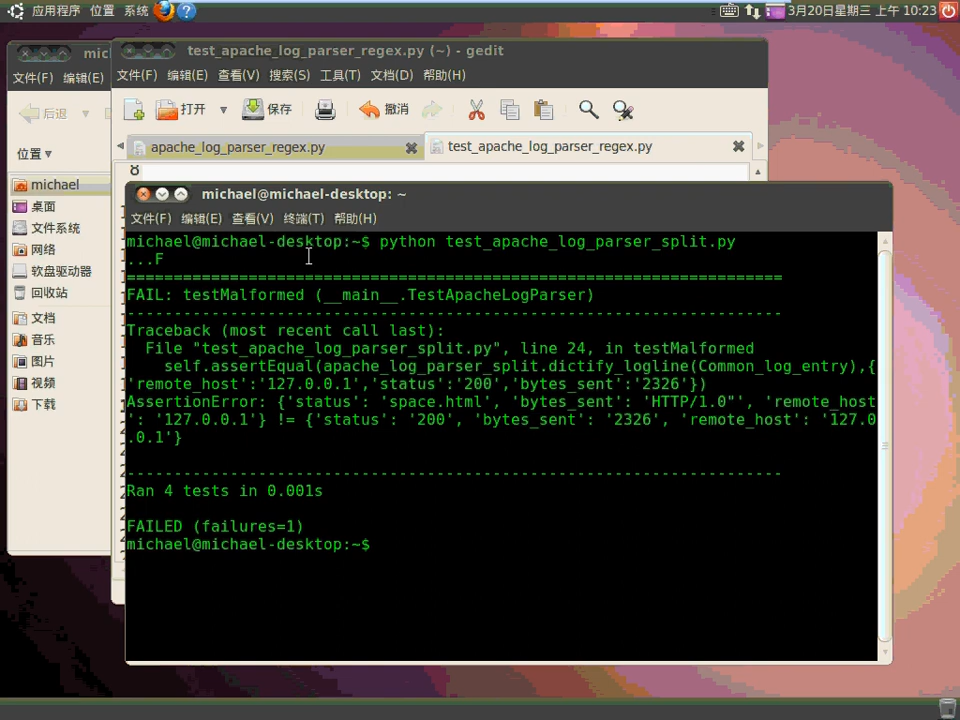 应用程序 位置 系统
3月20日星期三 上午 10:23
mich
test_apache_log_parser_regex.py (~) - gedit
文件(F) 编辑(E)
文件(F) 编辑(E) 查看(V) 搜索(S) 工具(T) 文档(D) 帮助(H)
后退
打开 保存 撤消
位置
apache_log_parser_regex.py
test_apache_log_parser_regex.py
8
michael
桌面
文件系统
网络
软盘驱动器
回收站
文档
音乐
图片
视频
下载
michael@michael-desktop: ~
文件(F) 编辑(E) 查看(V) 终端(T) 帮助(H)
michael@michael-desktop:~$ python test_apache_log_parser_split.py
...F
======================================================================
FAIL: testMalformed (__main__.TestApacheLogParser)
----------------------------------------------------------------------
Traceback (most recent call last):
  File "test_apache_log_parser_split.py", line 24, in testMalformed
    self.assertEqual(apache_log_parser_split.dictify_logline(Common_log_entry),{
'remote_host':'127.0.0.1','status':'200','bytes_sent':'2326'})
AssertionError: {'status': 'space.html', 'bytes_sent': 'HTTP/1.0"', 'remote_host
': '127.0.0.1'} != {'status': '200', 'bytes_sent': '2326', 'remote_host': '127.0
.0.1'}
----------------------------------------------------------------------
Ran 4 tests in 0.001s
FAILED (failures=1)
michael@michael-desktop:~$